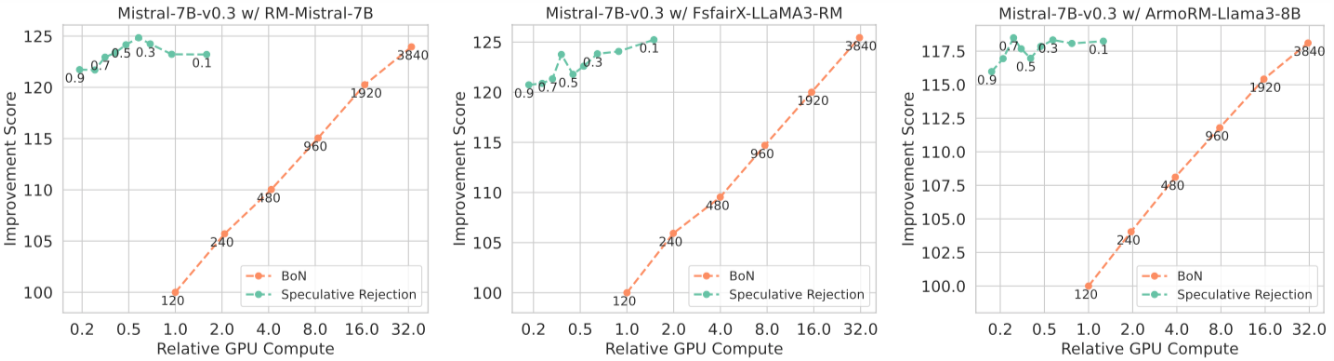 Mistral-7B-v0.3 w/ RM-Mistral-7B
Improvement Score
125
120
115
110
105
100
0.9
0.7
0.5
0.3
0.1
120
240
480
960
1920
3840
BoN
Speculative Rejection
0.2 0.5 1.0 2.0 4.0 8.0 16.0 32.0
Relative GPU Compute
Mistral-7B-v0.3 w/ FsfairX-LLaMA3-RM
Improvement Score
125
120
115
110
105
100
0.9
0.7
0.5
0.3
0.1
120
240
480
960
1920
3840
BoN
Speculative Rejection
0.2 0.5 1.0 2.0 4.0 8.0 16.0 32.0
Relative GPU Compute
Mistral-7B-v0.3 w/ ArmoRM-Llama3-8B
Improvement Score
117.5
115.0
112.5
110.0
107.5
105.0
102.5
100.0
0.9
0.7
0.5
0.3
0.1
120
240
480
960
1920
3840
BoN
Speculative Rejection
0.2 0.5 1.0 2.0 4.0 8.0 16.0 32.0
Relative GPU Compute